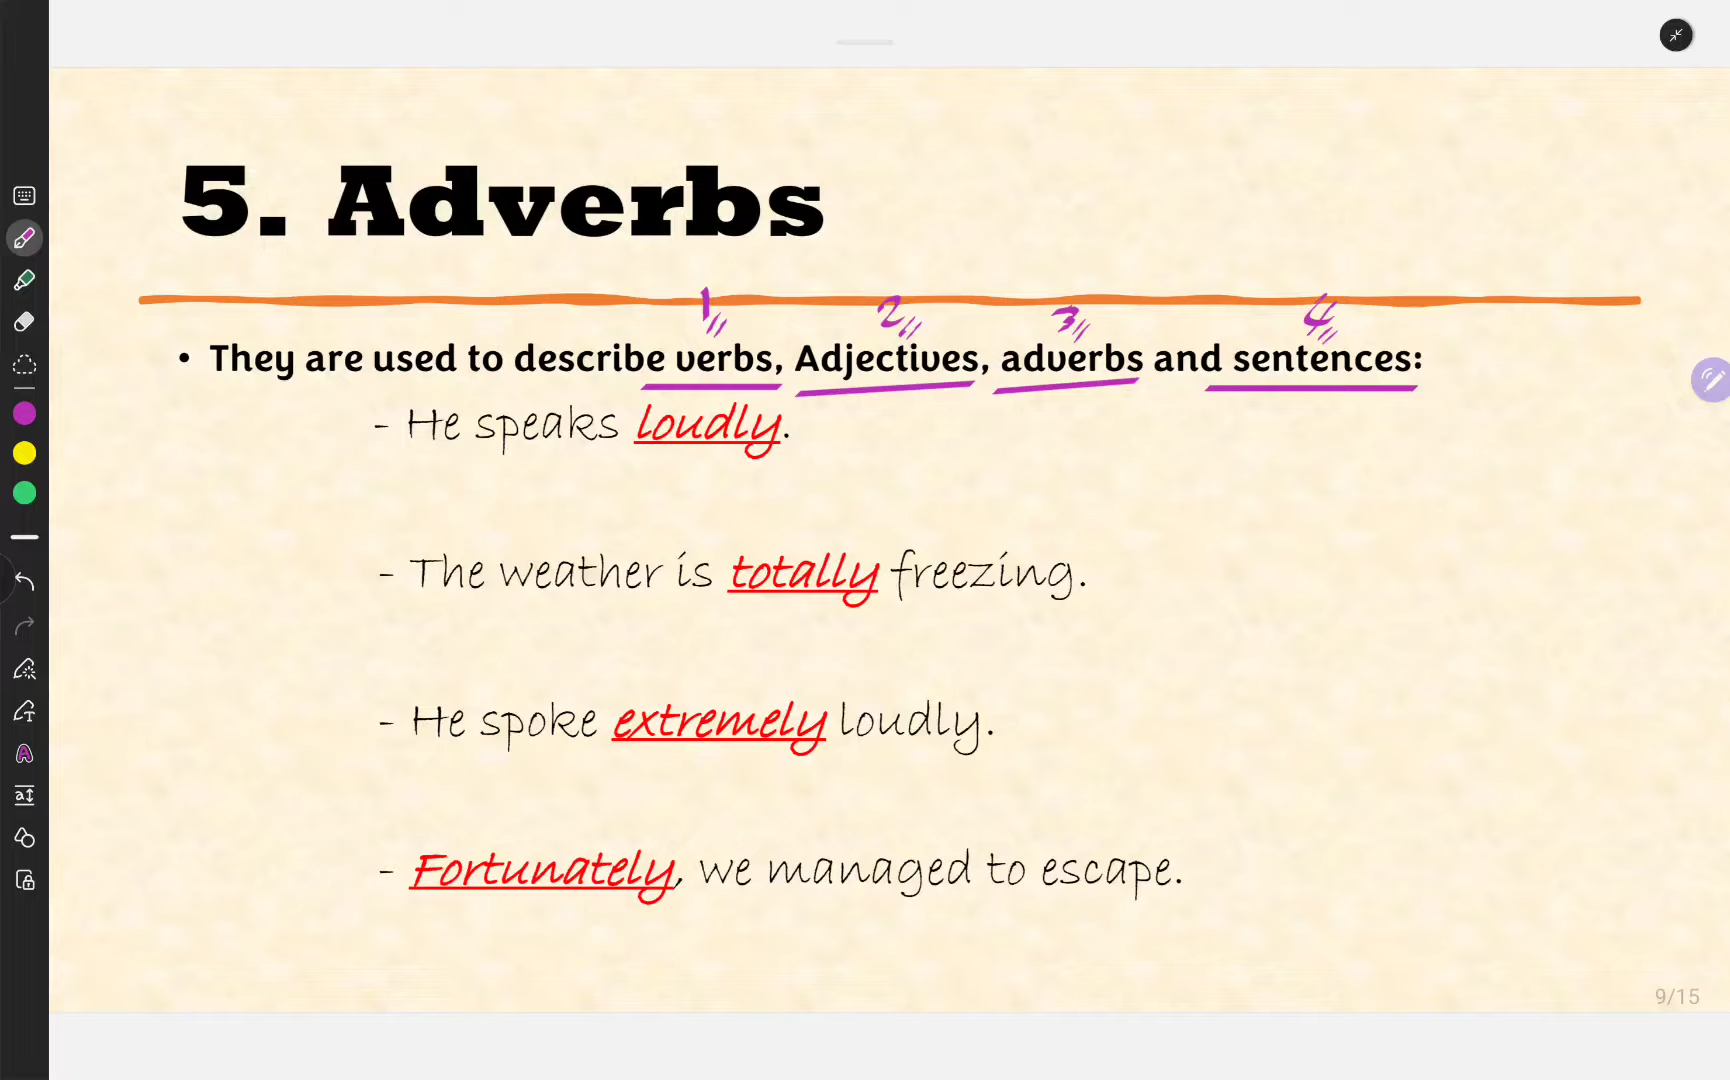 5. Adverbs
1 2 3 4
• They are used to describe verbs, Adjectives, adverbs and sentences:
- He speaks loudly.
- The weather is totally freezing.
- He spoke extremely loudly.
- Fortunately, we managed to escape.
9/15